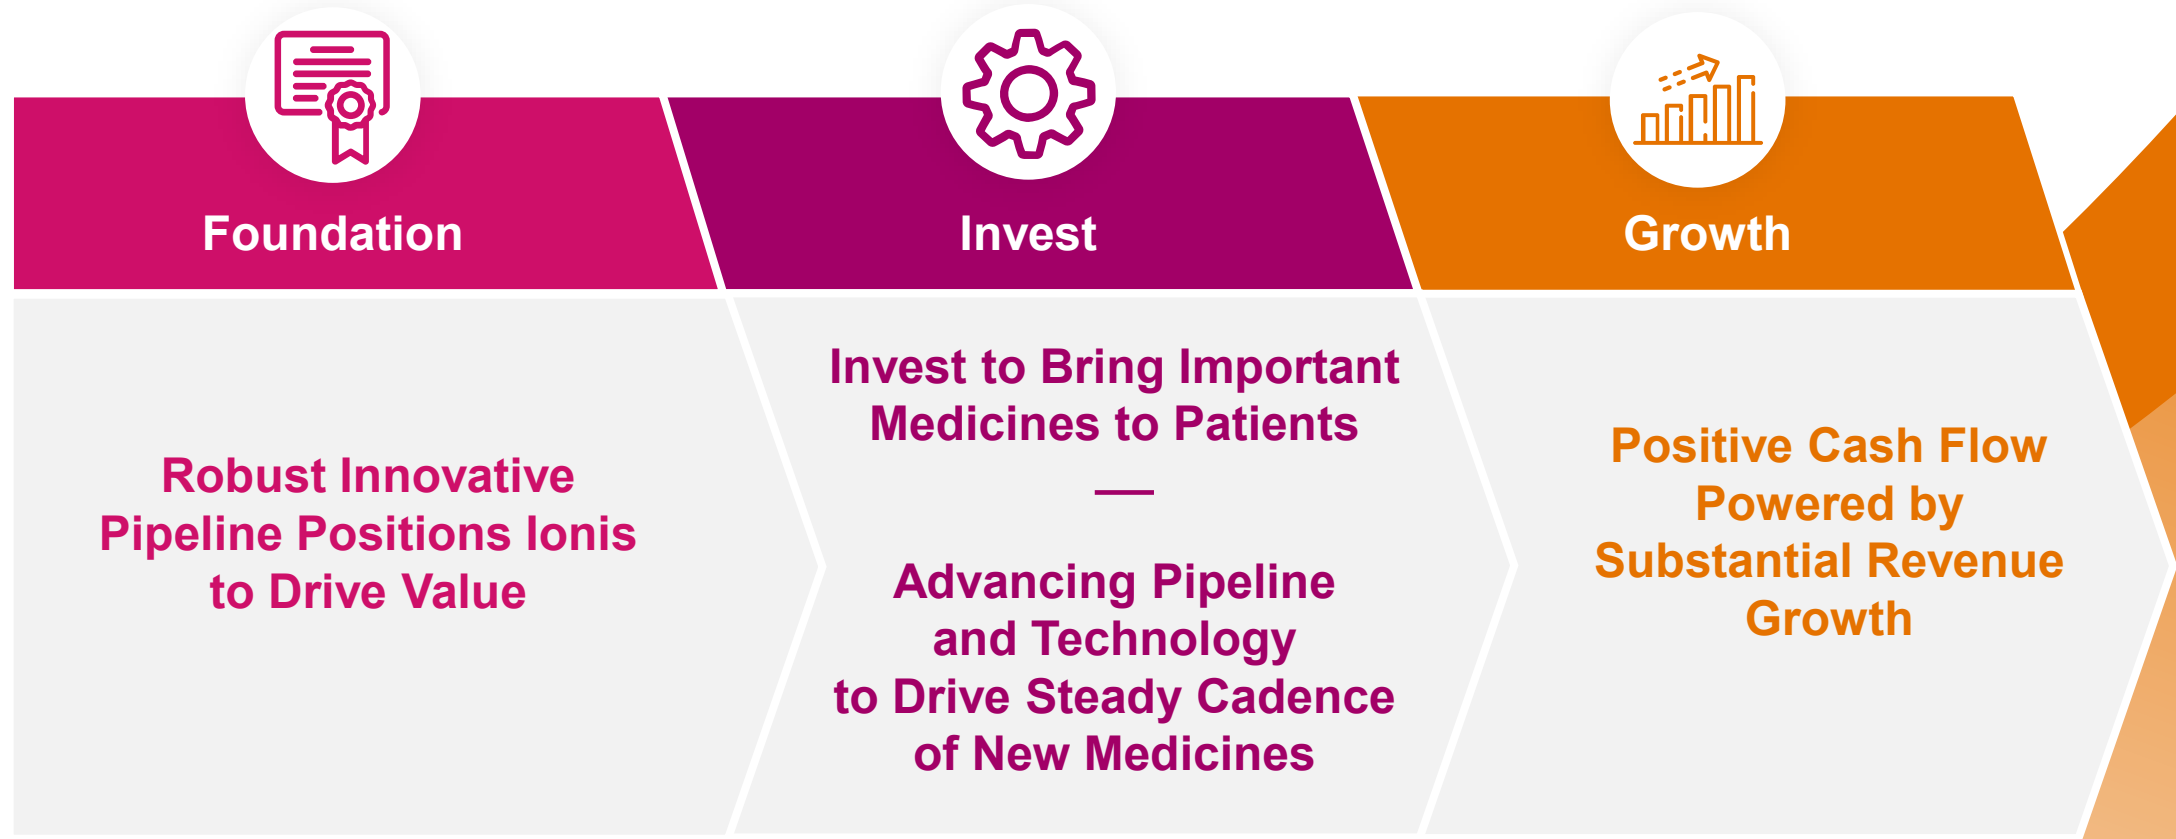 Foundation
Invest
Growth
Robust Innovative
Pipeline Positions Ionis
to Drive Value
Invest to Bring Important
Medicines to Patients
Advancing Pipeline
and Technology
to Drive Steady Cadence
of New Medicines
Positive Cash Flow
Powered by
Substantial Revenue
Growth